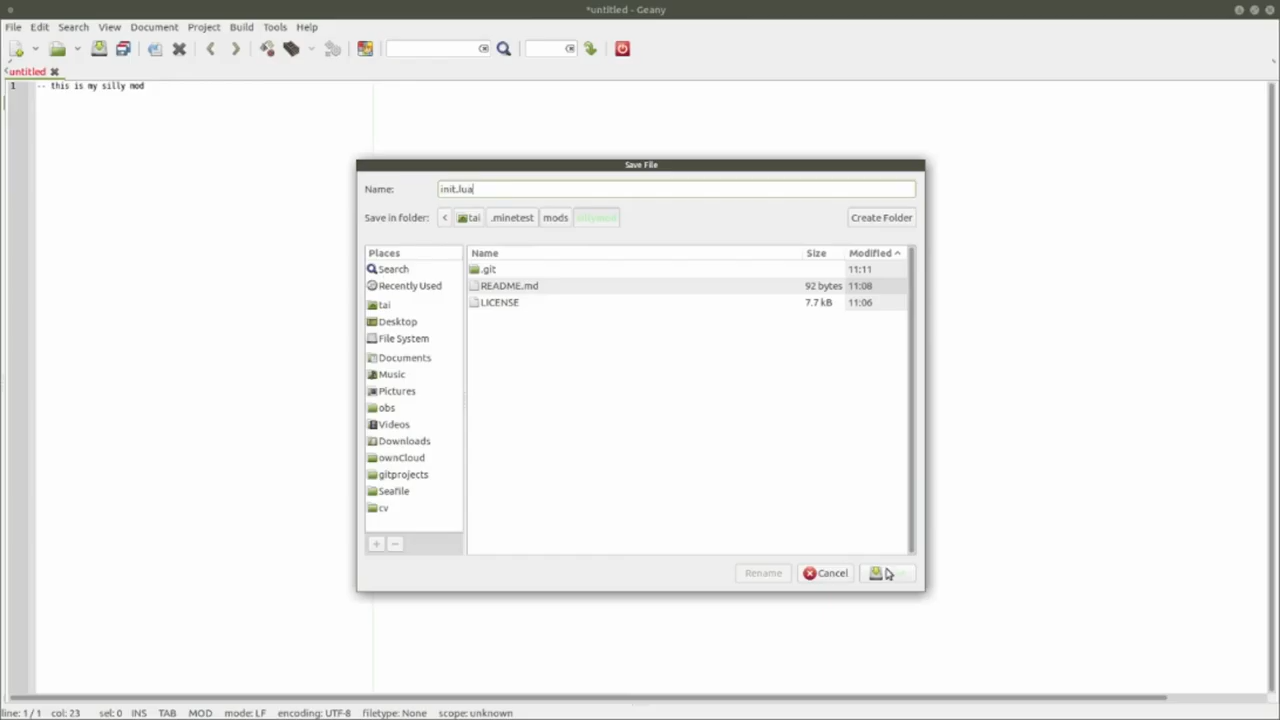 *untitled - Geany
File Edit Search View Document Project Build Tools Help
untitled
1 -- this is my silly mod
Save File
Name: init.lua
Save in folder: < tai .minetest mods
Create Folder
Places
Search
Recently Used
tai
Desktop
File System
Documents
Music
Pictures
obs
Videos
Downloads
ownCloud
gitprojects
Seafile
cv
Name Size Modified
.git 11:11
README.md 92 bytes 11:08
LICENSE 7.7 kB 11:06
Rename Cancel
line: 1 / 1 col: 23 sel: 0 INS TAB MOD mode: LF encoding: UTF-8 filetype: None scope: unknown